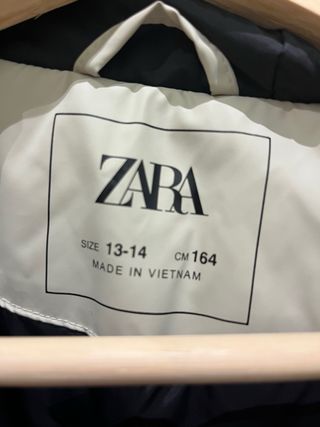 ZARA
SIZE 13-14 CM 164
MADE IN VIETNAM